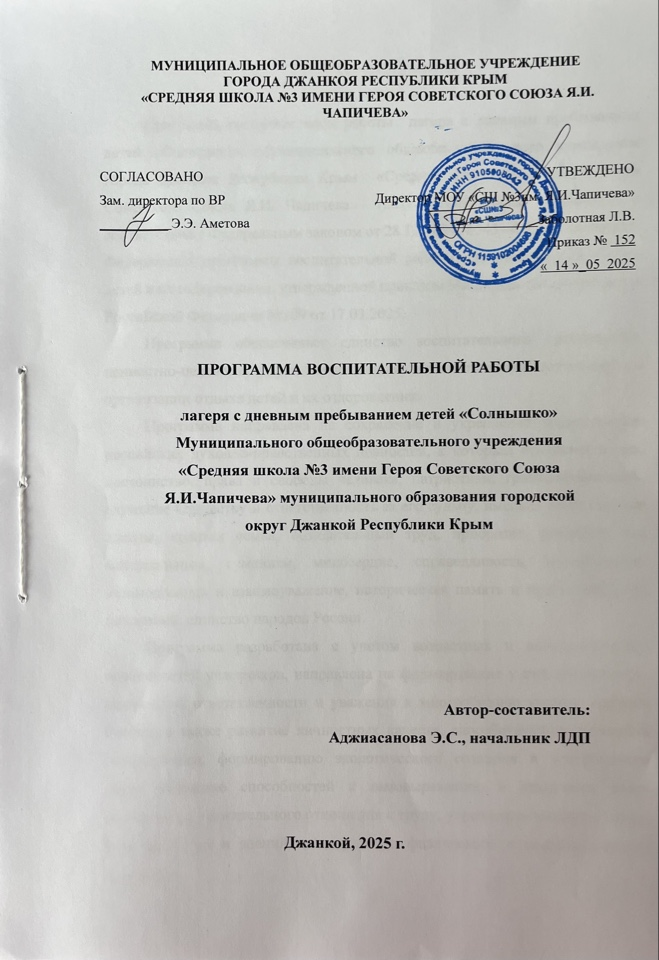 МУНИЦИПАЛЬНОЕ ОБЩЕОБРАЗОВАТЕЛЬНОЕ УЧРЕЖДЕНИЕ
ГОРОДА ДЖАНКОЯ РЕСПУБЛИКИ КРЫМ
«СРЕДНЯЯ ШКОЛА №3 ИМЕНИ ГЕРОЯ СОВЕТСКОГО СОЮЗА Я.И.
ЧАПИЧЕВА»
СОГЛАСОВАНО
Зам. директора по ВР
Э.Э. Аметова
УТВЕЖДЕНО
Директор МОУ «СШ №3 им. Я.И.Чапичева»
Заболотная Л.В.
Приказ № 152
« 14 » 05 2025
ПРОГРАММА ВОСПИТАТЕЛЬНОЙ РАБОТЫ
лагеря с дневным пребыванием детей «Солнышко»
Муниципального общеобразовательного учреждения
«Средняя школа №3 имени Героя Советского Союза
Я.И.Чапичева» муниципального образования городской
округ Джанкой Республики Крым
Автор-составитель:
Аджиасанова Э.С., начальник ЛДП
Джанкой, 2025 г.